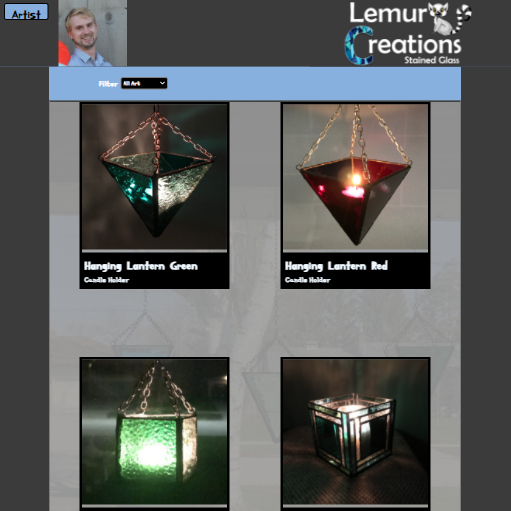 Artist
Lemur
Creations
Stained Glass
Filter All Art
Hanging Lantern Green
Candle Holder
Hanging Lantern Red
Candle Holder